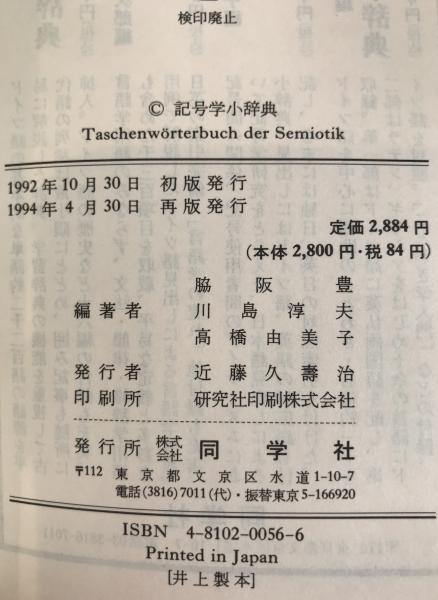 検印廃止
© 記号学小辞典
Taschenwörterbuch der Semiotik
1992年10月30日 初版発行
1994年 4月30日 再版発行
定価 2,884円
(本体 2,800円・税 84円)
脇阪豊
編著者 川島淳夫
高橋由美子
発行者 近藤久壽治
印刷所 研究社印刷株式会社
発行所 株式会社 同学社
〒112 東京都文京区水道1-10-7
電話(3816)7011(代)・振替東京5-166920
ISBN 4-8102-0056-6
Printed in Japan
[井上製本]